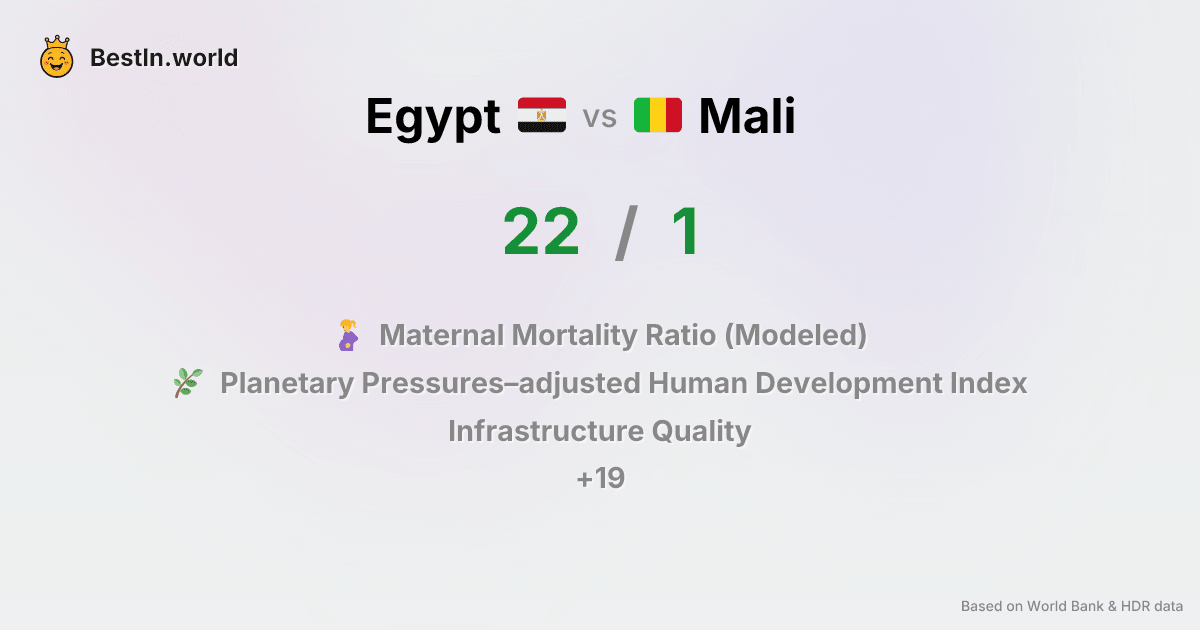 BestIn.world
Egypt vs Mali
22 / 1
Maternal Mortality Ratio (Modeled)
Planetary Pressures–adjusted Human Development Index
Infrastructure Quality
+19
Based on World Bank & HDR data